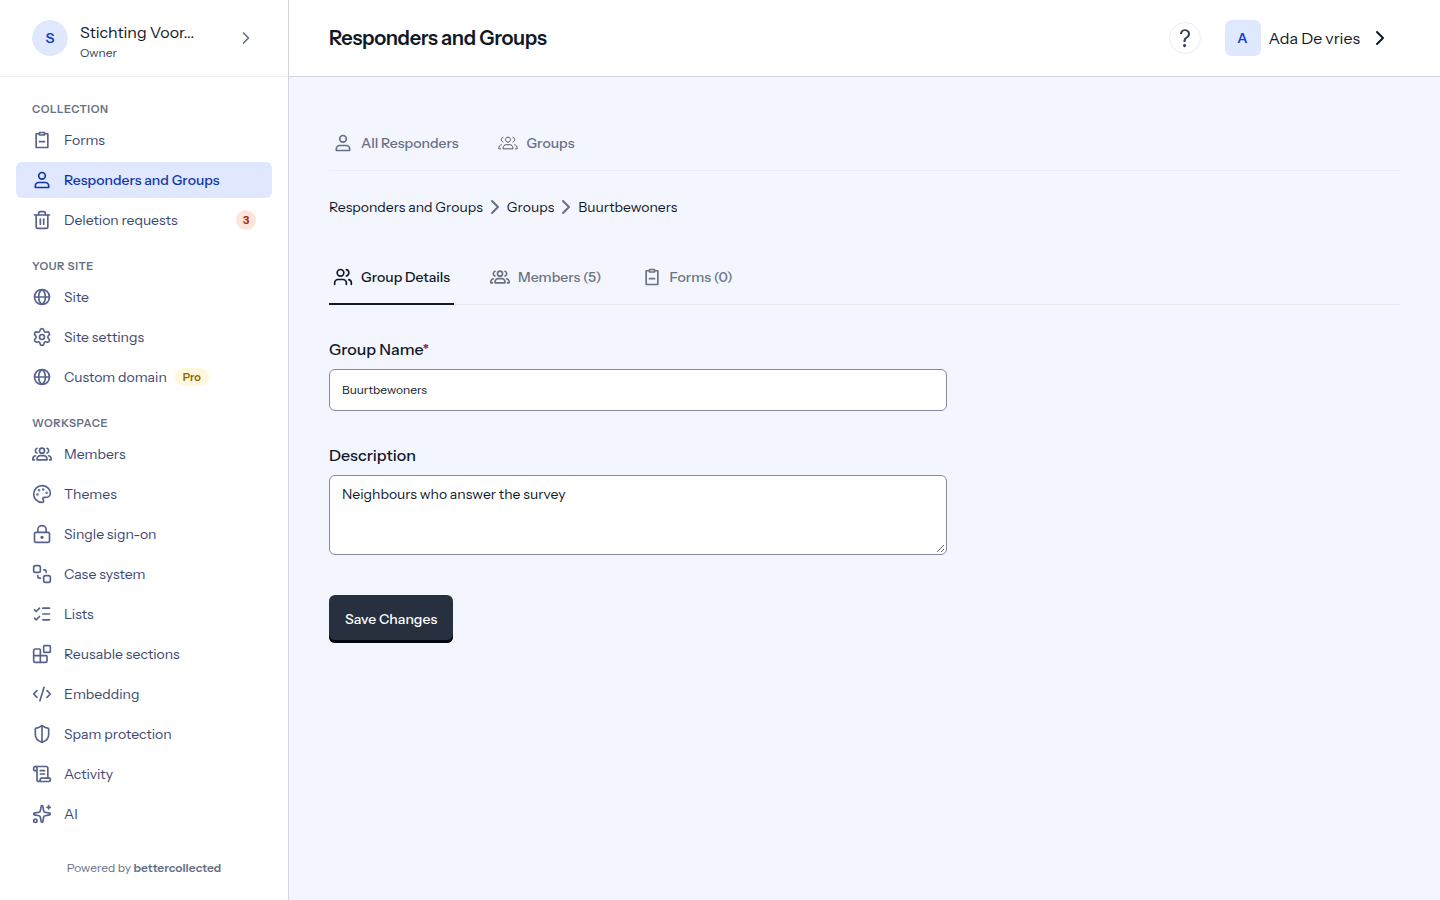 S
Stichting Voor...
Owner
Responders and Groups
?
A
Ada De vries
COLLECTION
Forms
Responders and Groups
Deletion requests
3
YOUR SITE
Site
Site settings
Custom domain
Pro
WORKSPACE
Members
Themes
Single sign-on
Case system
Lists
Reusable sections
Embedding
Spam protection
Activity
AI
Powered by bettercollected
All Responders
Groups
Responders and Groups
Groups
Buurtbewoners
Group Details
Members (5)
Forms (0)
Group Name*
Buurtbewoners
Description
Neighbours who answer the survey
Save Changes